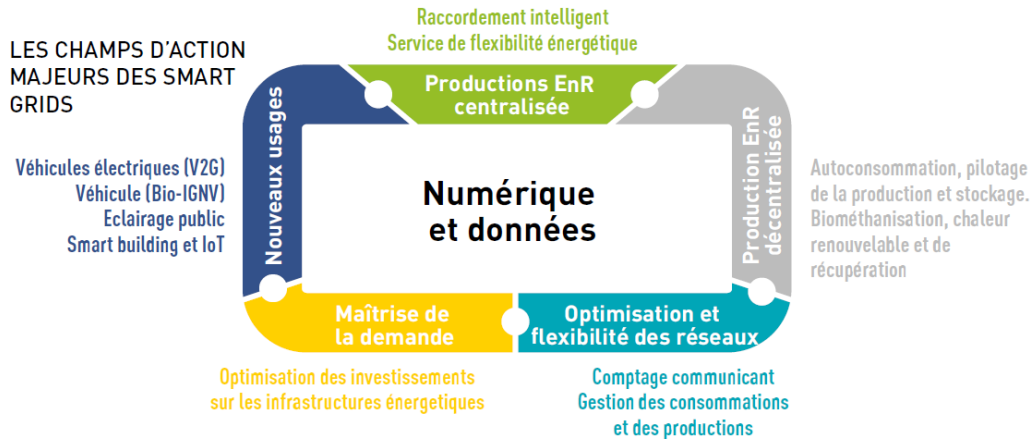 LES CHAMPS D'ACTION
MAJEURS DES SMART
GRIDS
Raccordement intelligent
Service de flexibilité énergétique
Productions EnR
centralisée
Nouveaux usages
Véhicules électriques (V2G)
Véhicule (Bio-IGNV)
Eclairage public
Smart building et IoT
Numérique
et données
Production EnR
décentralisée
Autoconsommation, pilotage
de la production et stockage.
Biométhanisation, chaleur
renouvelable et de
récupération
Maîtrise de
la demande
Optimisation et
flexibilité des réseaux
Optimisation des investissements
sur les infrastructures énergetiques
Comptage communicant
Gestion des consommations
et des productions